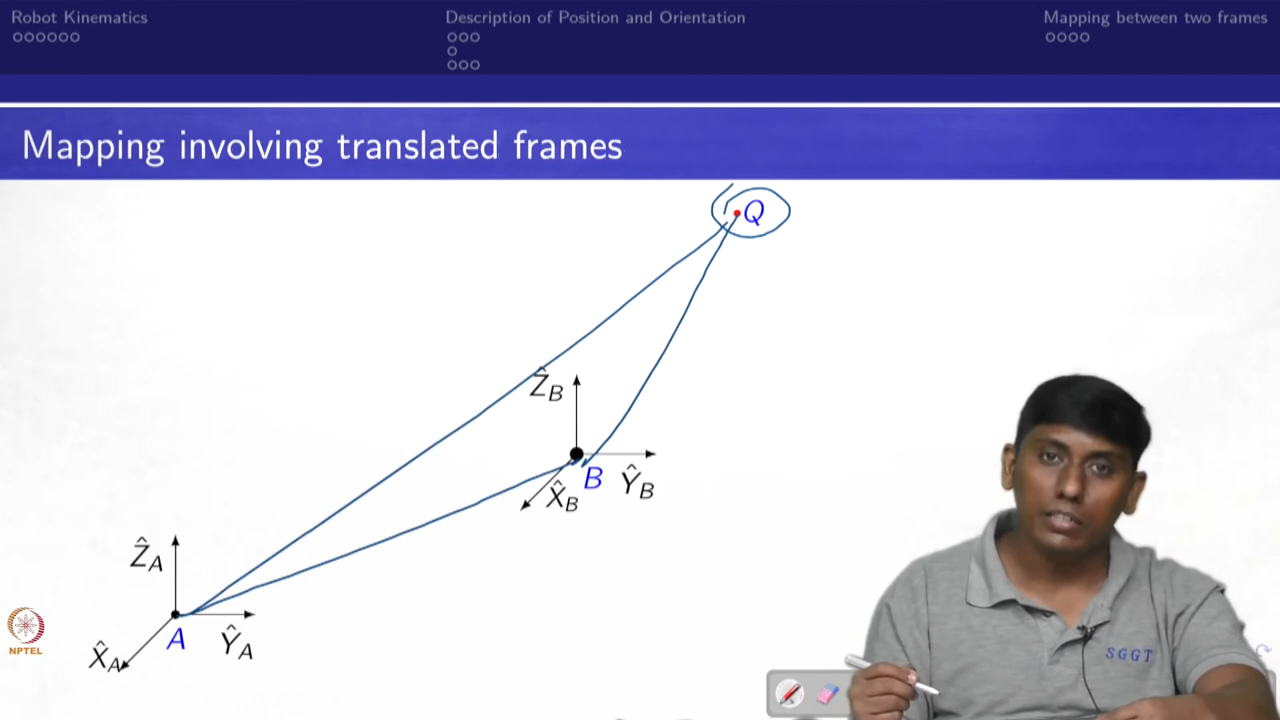 Robot Kinematics
Description of Position and Orientation
Mapping between two frames
Mapping involving translated frames
Q
Ẑ_B
B
Ŷ_B
X̂_B
Ẑ_A
A
Ŷ_A
X̂_A
NPTEL
SGGT